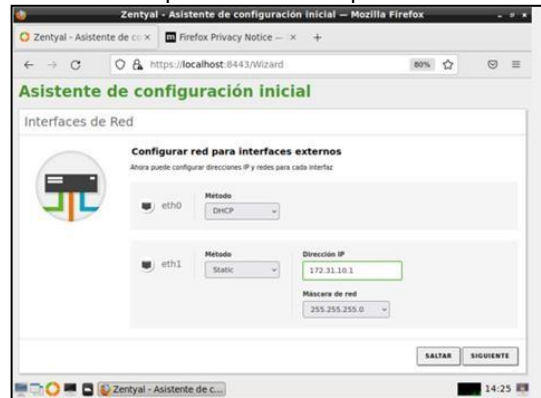 Zentyal - Asistente de configuración inicial — Mozilla Firefox
Zentyal - Asistente de co
Firefox Privacy Notice —
https://localhost:8443/Wizard
80%
Asistente de configuración inicial
Interfaces de Red
Configurar red para interfaces externos
Ahora puede configurar direcciones IP y redes para cada interfaz
eth0
Método
DHCP
eth1
Método
Static
Dirección IP
172.31.10.1
Máscara de red
255.255.255.0
SALTAR
SIGUIENTE
Zentyal - Asistente de c...
14:25